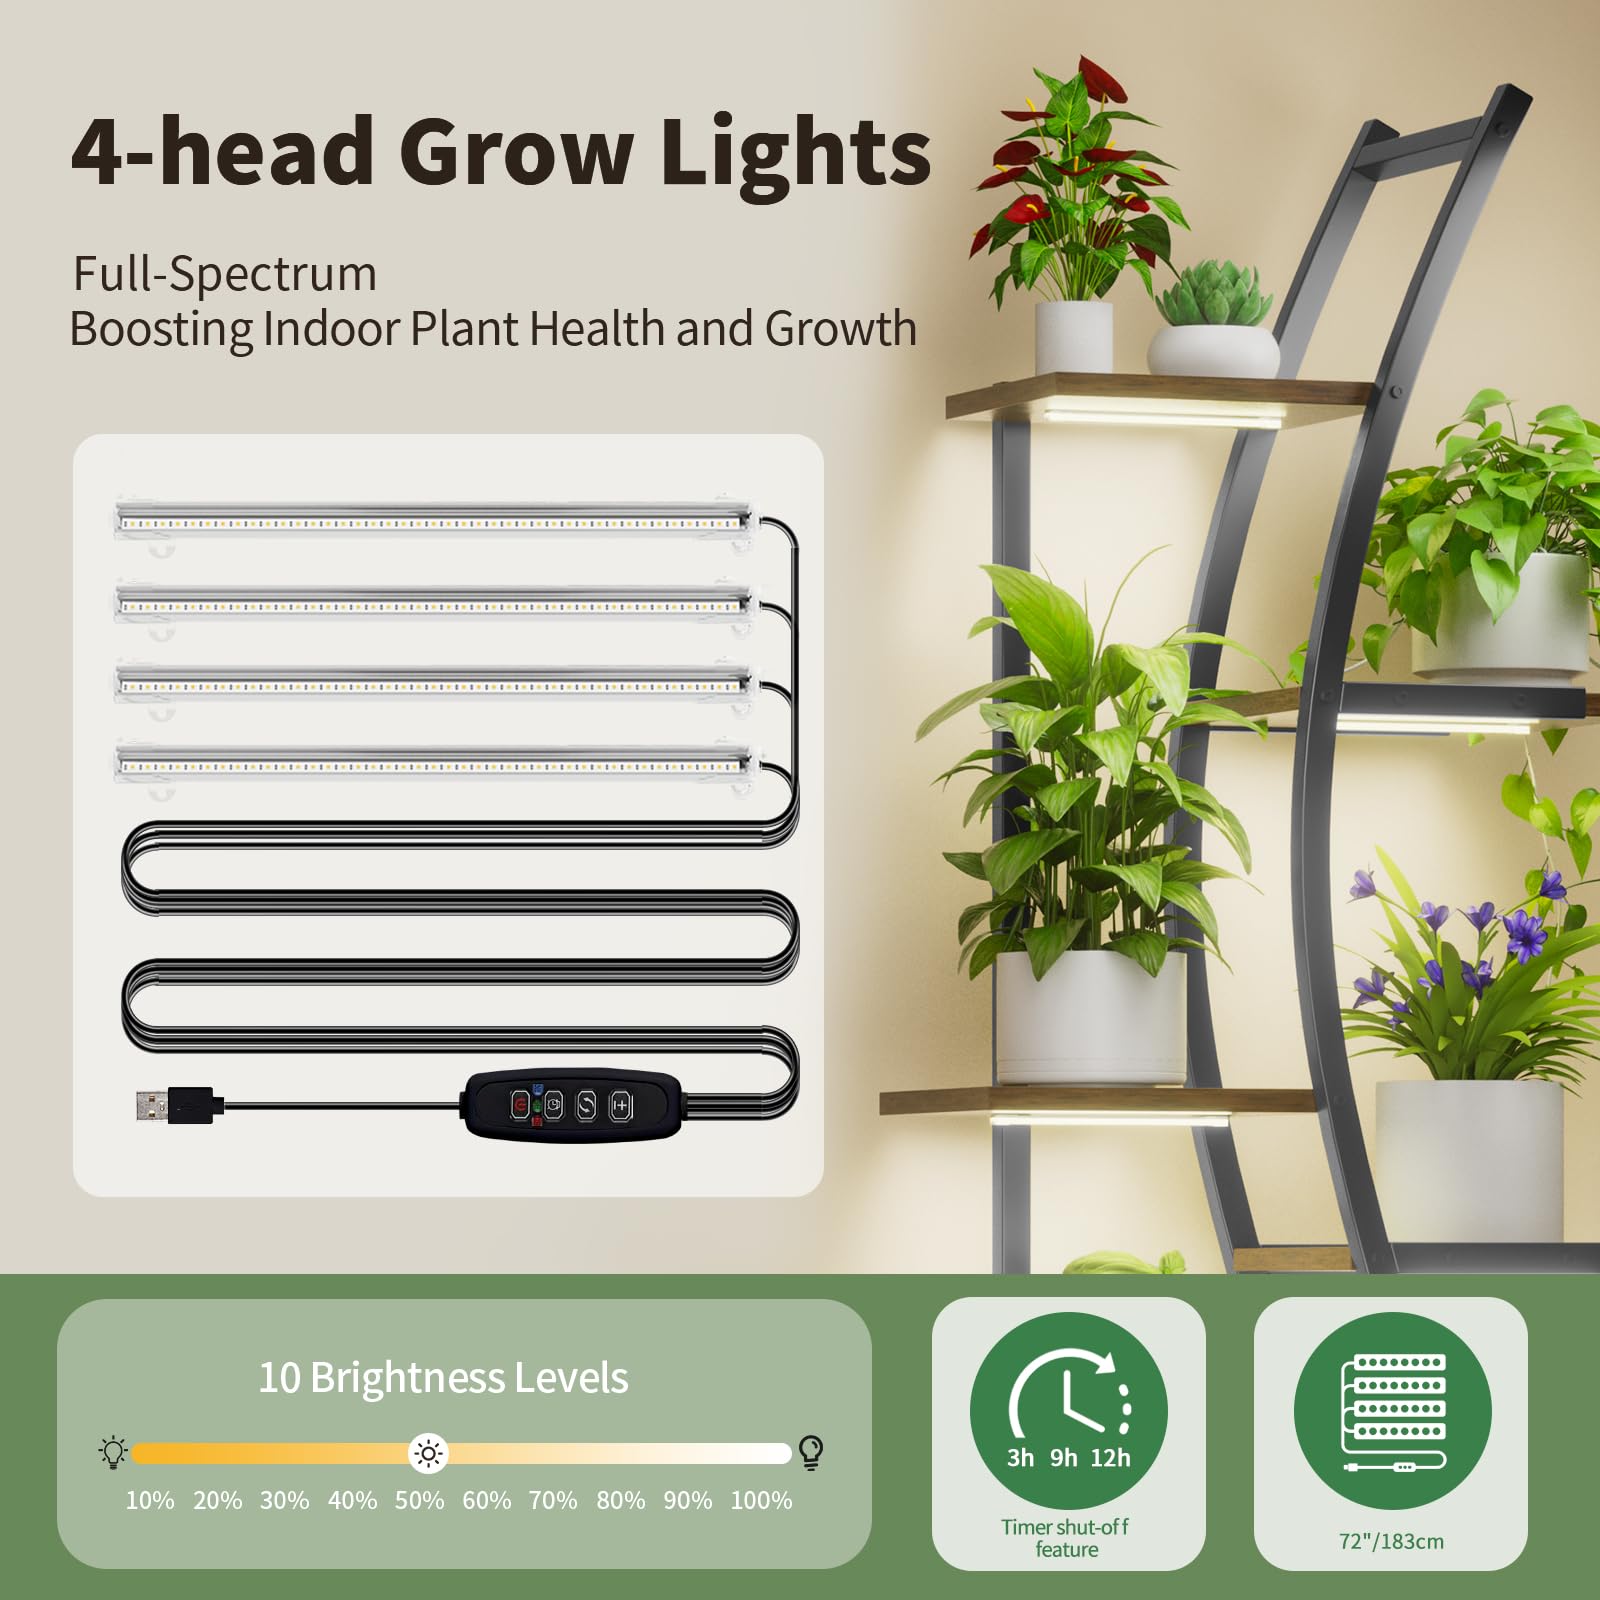 4-head Grow Lights
Full-Spectrum
Boosting Indoor Plant Health and Growth
10 Brightness Levels
10% 20% 30% 40% 50% 60% 70% 80% 90% 100%
3h 9h 12h
Timer shut-off
feature
72"/183cm